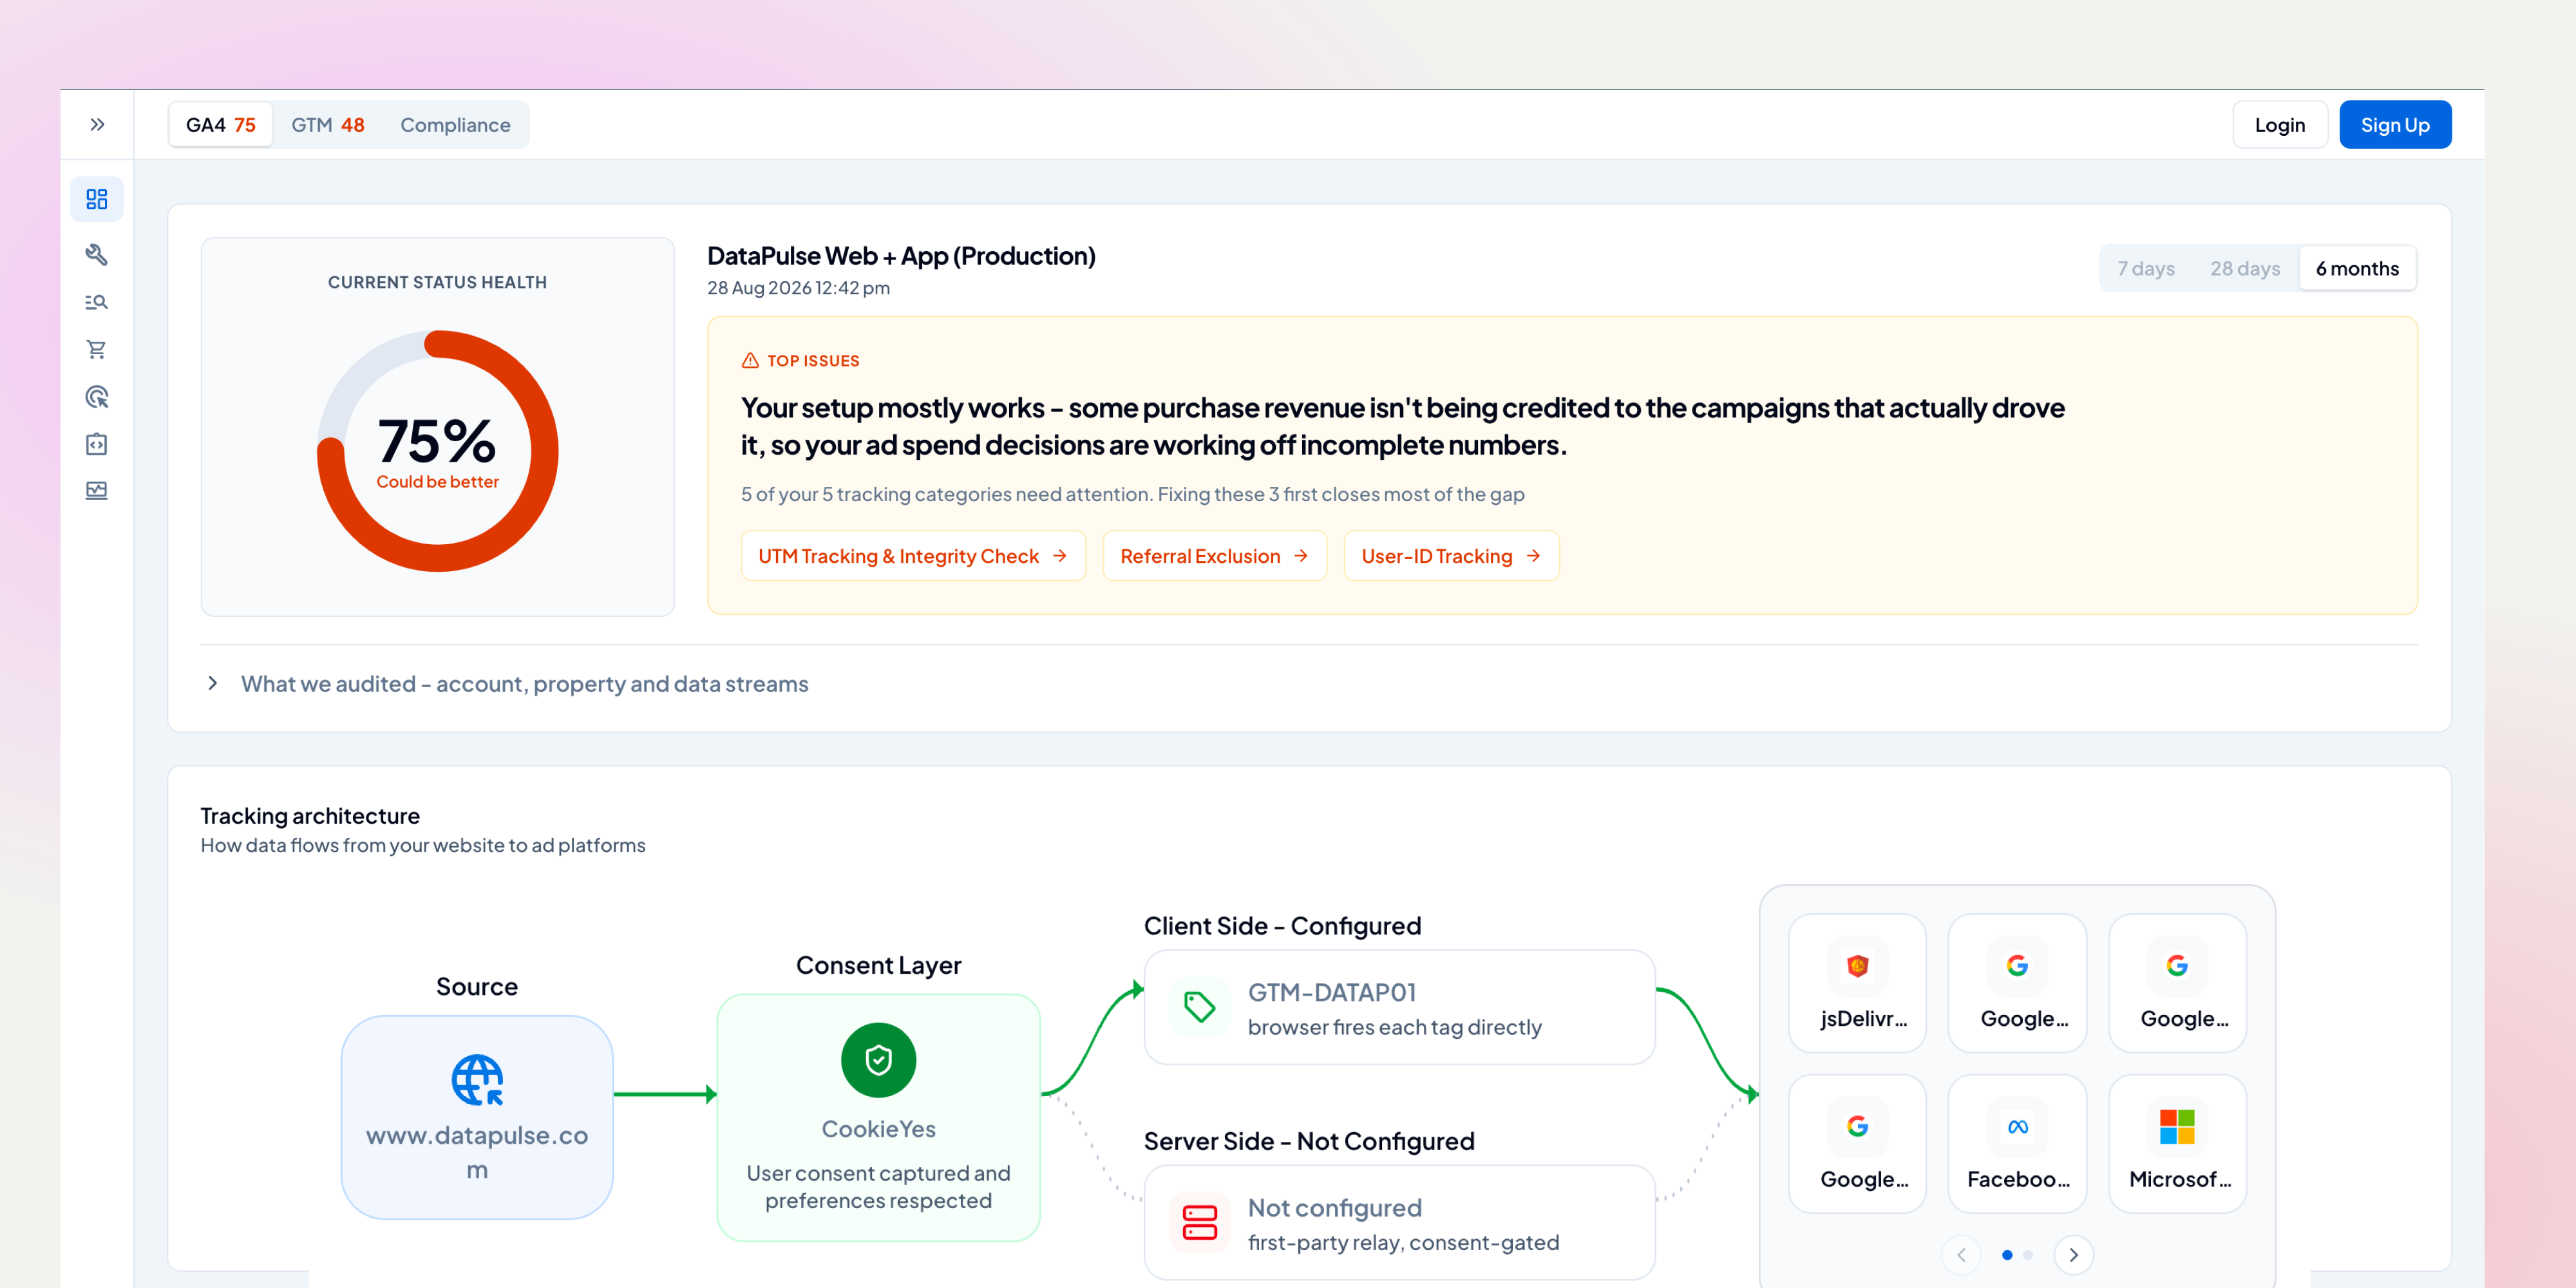 GA4 75 GTM 48 Compliance
Login Sign Up
CURRENT STATUS HEALTH
75%
Could be better
DataPulse Web + App (Production)
28 Aug 2026 12:42 pm
7 days 28 days 6 months
TOP ISSUES
Your setup mostly works – some purchase revenue isn't being credited to the campaigns that actually drove
it, so your ad spend decisions are working off incomplete numbers.
5 of your 5 tracking categories need attention. Fixing these 3 first closes most of the gap
UTM Tracking & Integrity Check → Referral Exclusion → User-ID Tracking →
What we audited – account, property and data streams
Tracking architecture
How data flows from your website to ad platforms
Source
www.datapulse.co
m
Consent Layer
CookieYes
User consent captured and
preferences respected
Client Side – Configured
GTM-DATAP01
browser fires each tag directly
Server Side – Not Configured
Not configured
first-party relay, consent-gated
jsDelivr... Google... Google...
Google... Faceboo... Microsof...